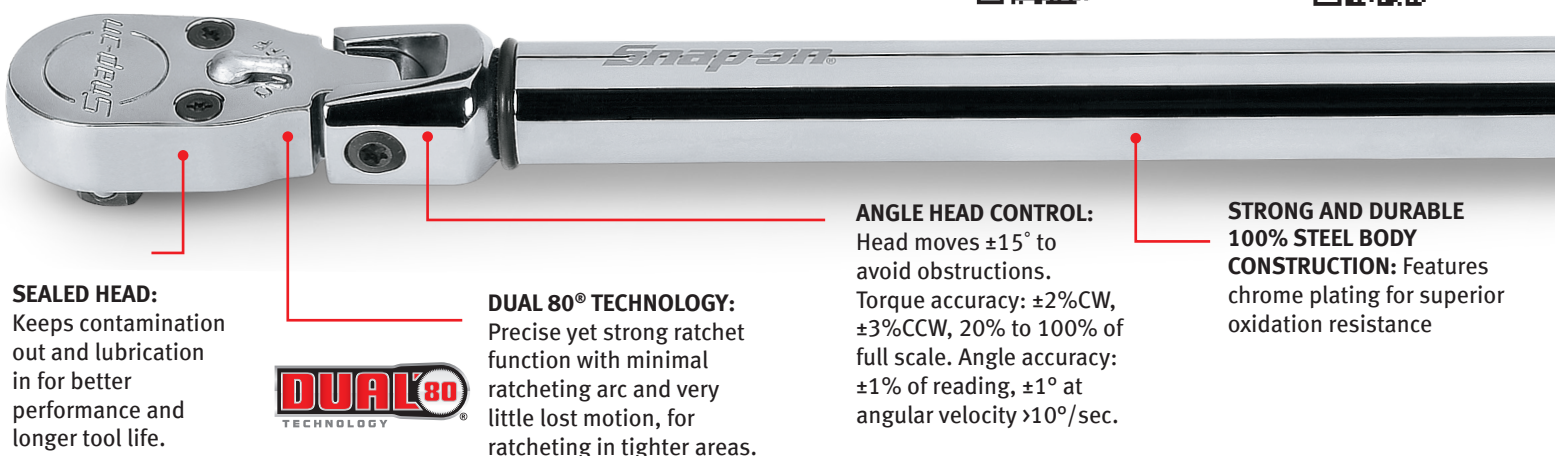 Snap-on
Snap-on®
SEALED HEAD:
Keeps contamination
out and lubrication
in for better
performance and
longer tool life.
DUAL 80®
TECHNOLOGY
DUAL 80® TECHNOLOGY:
Precise yet strong ratchet
function with minimal
ratcheting arc and very
little lost motion, for
ratcheting in tighter areas.
ANGLE HEAD CONTROL:
Head moves ±15˚ to
avoid obstructions.
Torque accuracy: ±2%CW,
±3%CCW, 20% to 100% of
full scale. Angle accuracy:
±1% of reading, ±1° at
angular velocity >10°/sec.
STRONG AND DURABLE
100% STEEL BODY
CONSTRUCTION: Features
chrome plating for superior
oxidation resistance